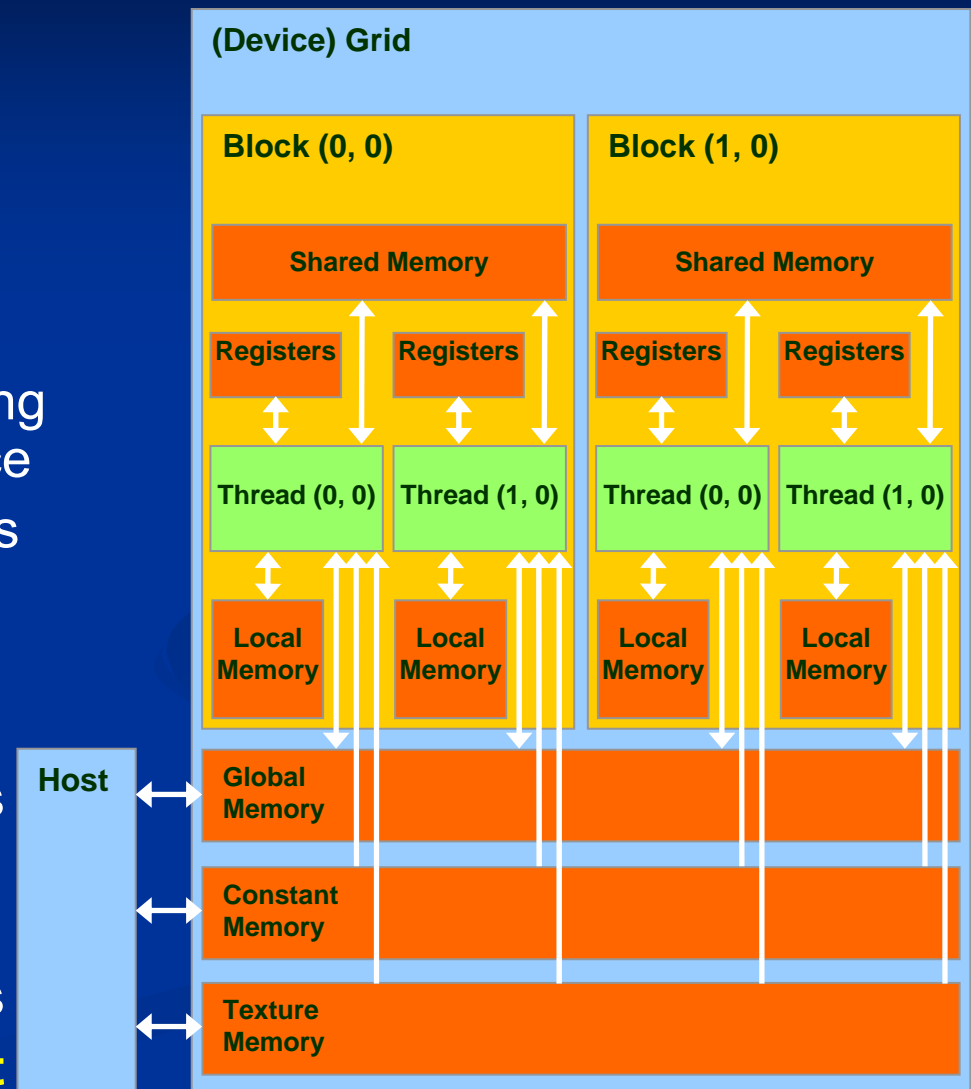 (Device) Grid
Block (0, 0)
Block (1, 0)
Shared Memory
Shared Memory
Registers
Registers
Registers
Registers
Thread (0, 0)
Thread (1, 0)
Thread (0, 0)
Thread (1, 0)
Local
Memory
Local
Memory
Local
Memory
Local
Memory
Host
Global
Memory
Constant
Memory
Texture
Memory